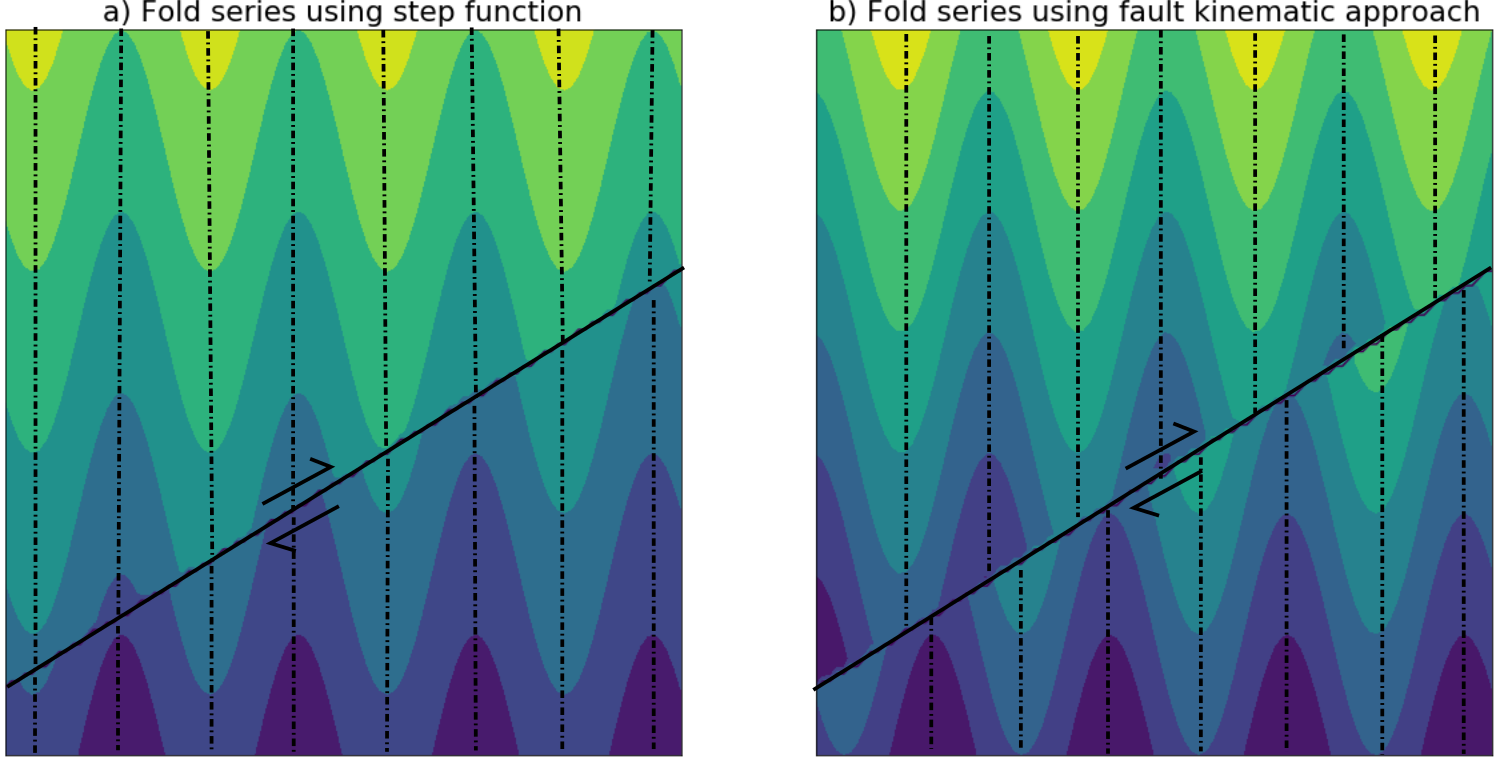 a) Fold series using step function
b) Fold series using fault kinematic approach